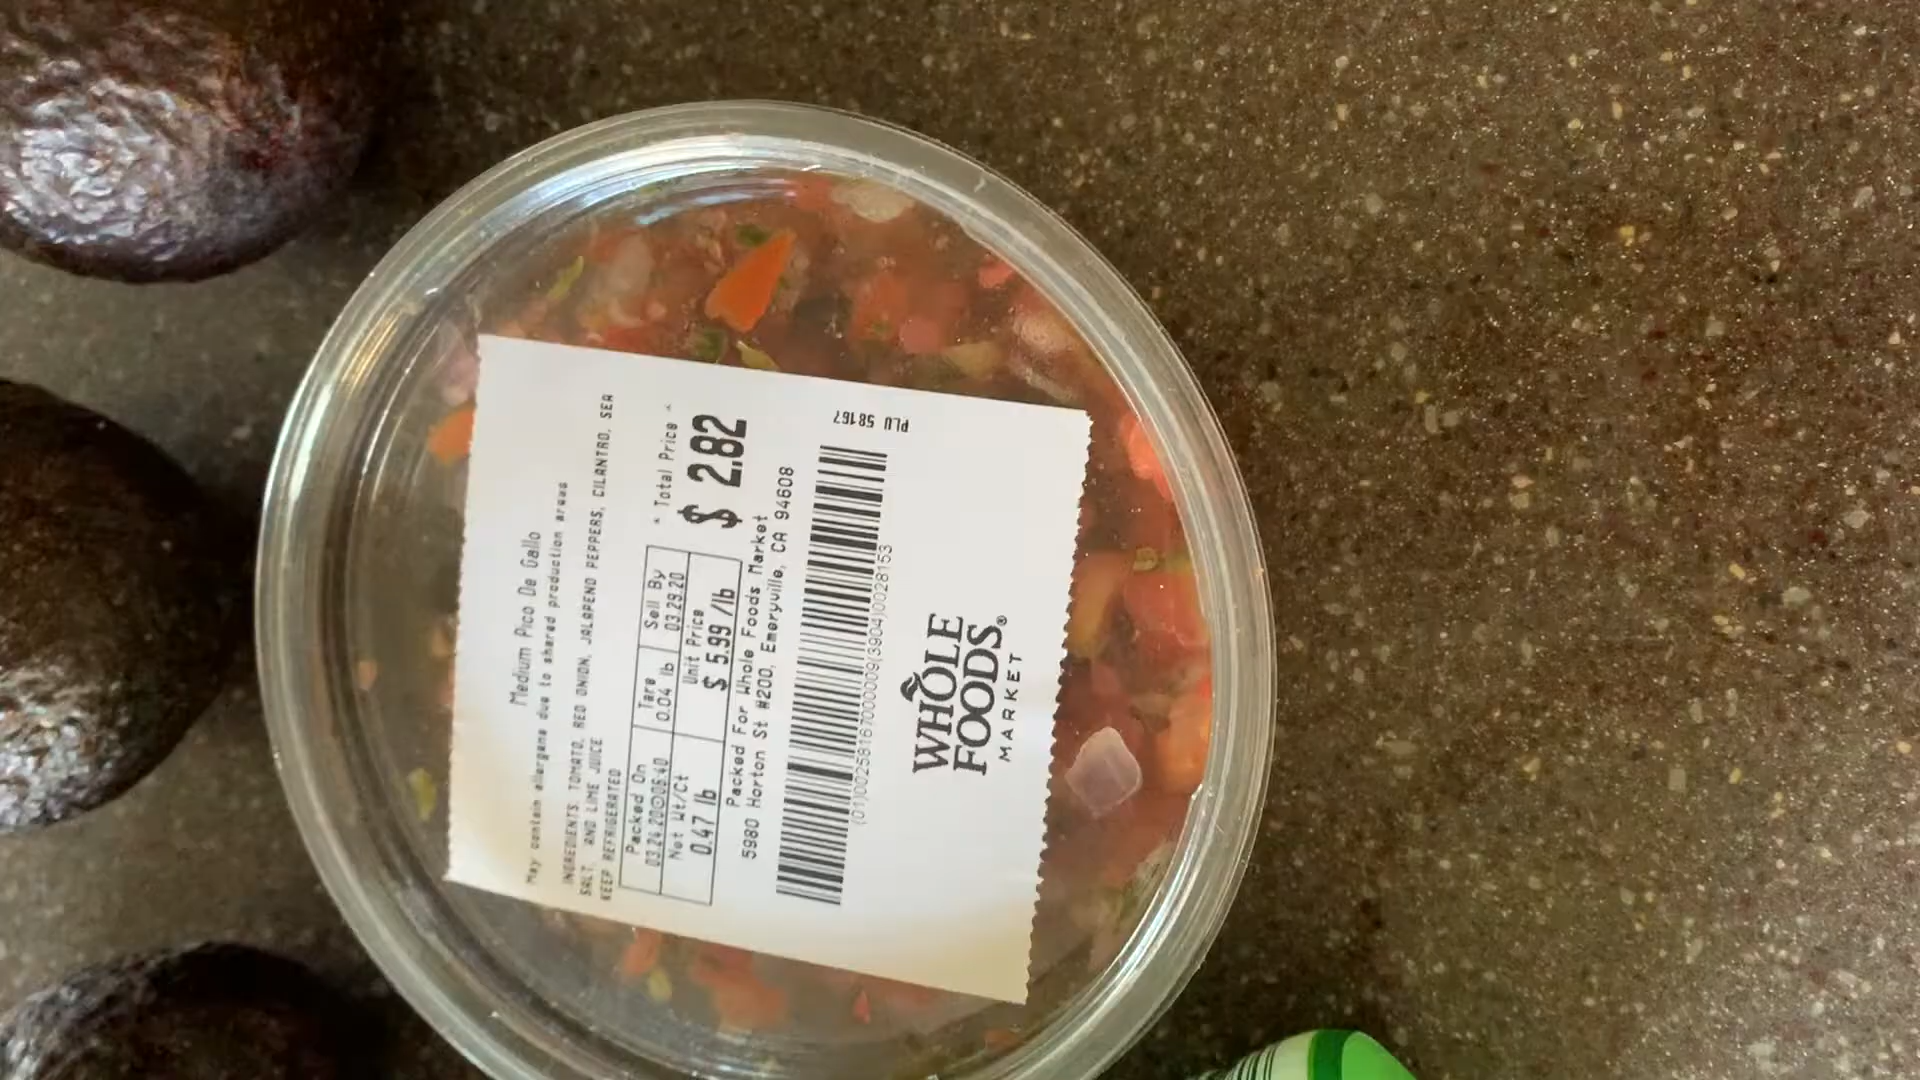 Medium Pico De Gallo
May contain allergens due to shared production areas
INGREDIENTS: TOMATO, RED ONION, JALAPENO PEPPERS, CILANTRO, SEA
SALT, AND LIME JUICE
KEEP REFRIGERATED
Packed On Tare Sell By
03.24.20@06:40 0.04 lb 03.29.20
Net Wt/Ct Unit Price
0.47 lb $ 5.99 /lb
* Total Price *
$ 2.82
Packed For Whole Foods Market
5980 Horton St #200, Emeryville, CA 94608
PLU 58167
WHOLE
FOODS®
MARKET